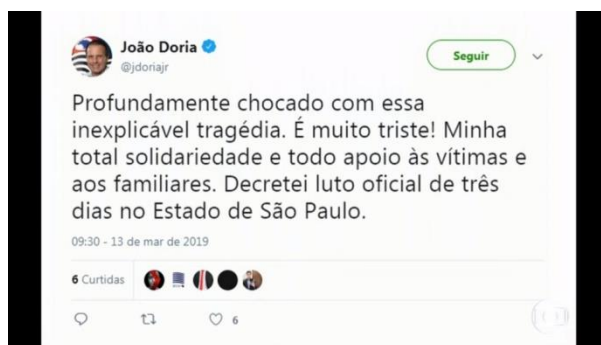 João Doria
@jdoriajr
Seguir
Profundamente chocado com essa
inexplicável tragédia. É muito triste! Minha
total solidariedade e todo apoio às vítimas e
aos familiares. Decretei luto oficial de três
dias no Estado de São Paulo.
09:30 - 13 de mar de 2019
6 Curtidas
6